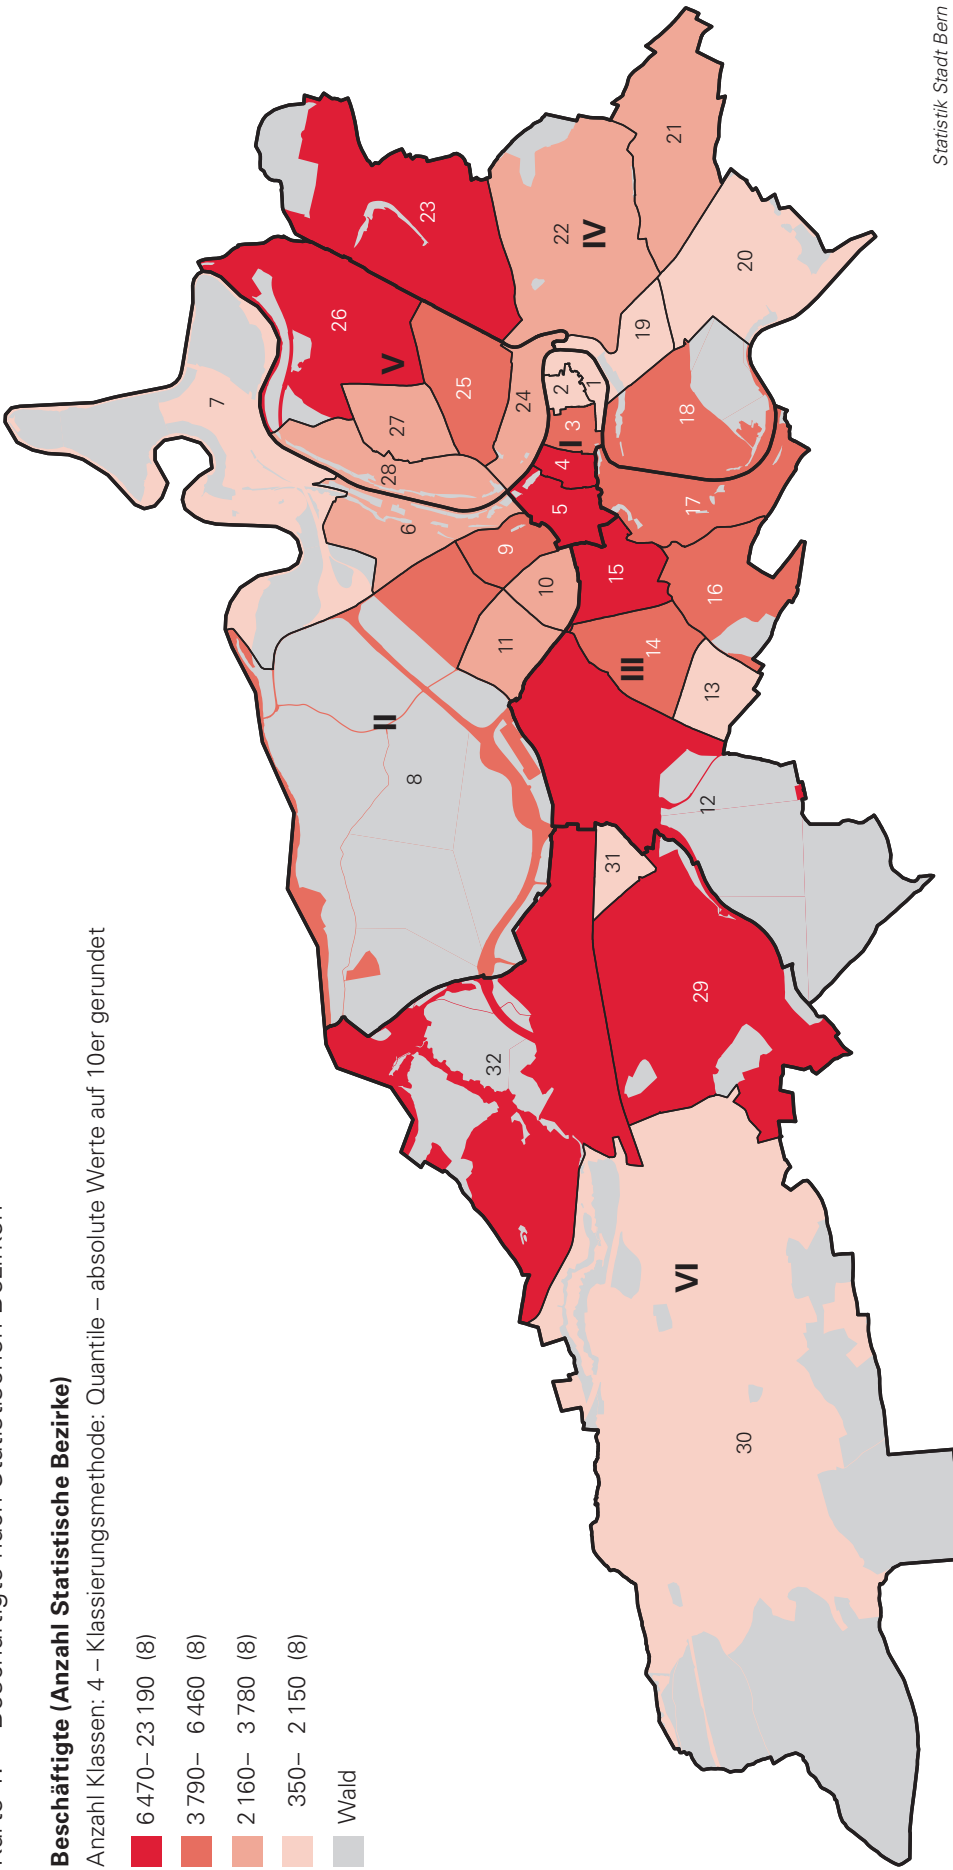 Beschäftigte (Anzahl Statistische Bezirke)
Anzahl Klassen: 4 – Klassierungsmethode: Quantile – absolute Werte auf 10er gerundet
6 470– 23 190 (8)
3 790– 6 460 (8)
2 160– 3 780 (8)
350– 2 150 (8)
Wald
I
II
III
IV
V
VI
1
2
3
4
5
6
7
8
9
10
11
12
13
14
15
16
17
18
19
20
21
22
23
24
25
26
27
28
29
30
31
32
Statistik Stadt Bern